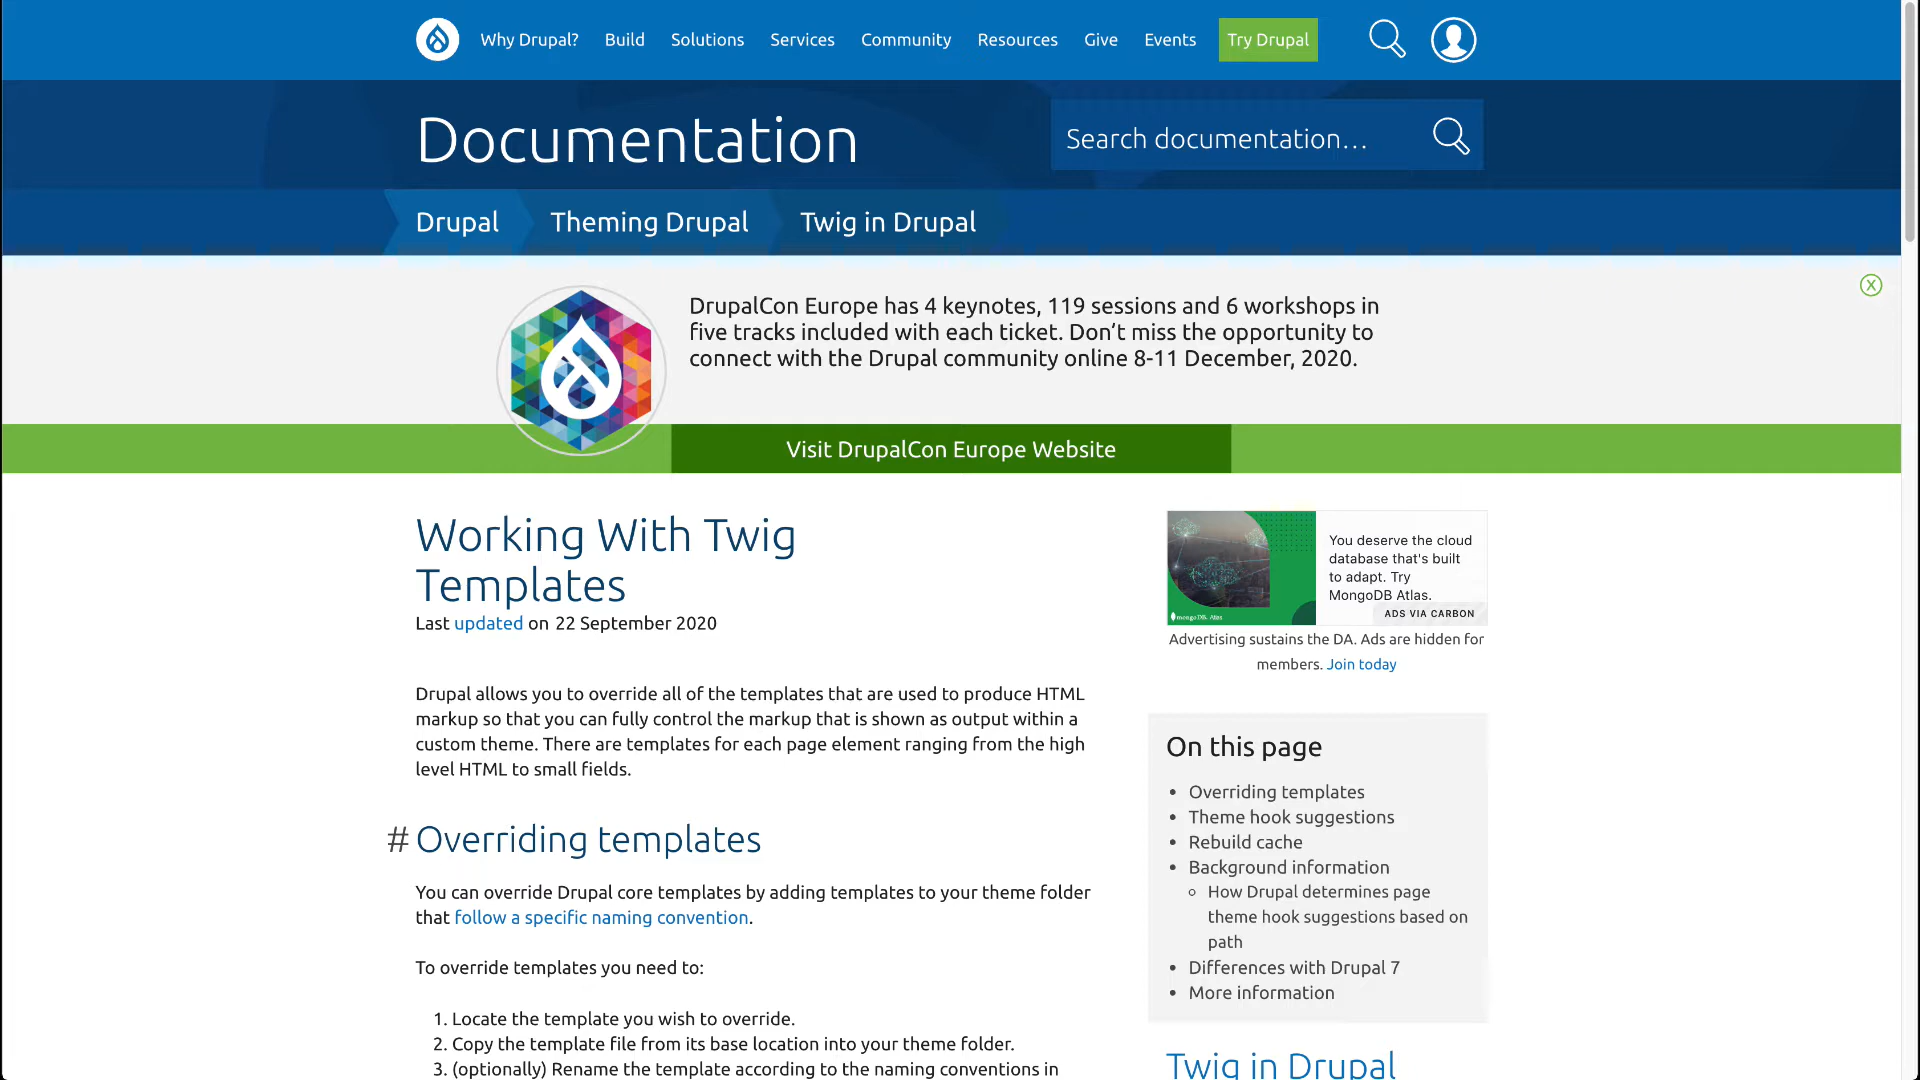 Why Drupal? Build Solutions Services Community Resources Give Events Try Drupal
Documentation
Search documentation...
Drupal Theming Drupal Twig in Drupal
DrupalCon Europe has 4 keynotes, 119 sessions and 6 workshops in
five tracks included with each ticket. Don't miss the opportunity to
connect with the Drupal community online 8-11 December, 2020.
X
Visit DrupalCon Europe Website
Working With Twig
Templates
Last updated on 22 September 2020
Drupal allows you to override all of the templates that are used to produce HTML
markup so that you can fully control the markup that is shown as output within a
custom theme. There are templates for each page element ranging from the high
level HTML to small fields.
# Overriding templates
You can override Drupal core templates by adding templates to your theme folder
that follow a specific naming convention.
To override templates you need to:
1. Locate the template you wish to override.
2. Copy the template file from its base location into your theme folder.
3. (optionally) Rename the template according to the naming conventions in
You deserve the cloud
database that's built
to adapt. Try
MongoDB Atlas.
mongoDB. Atlas
ADS VIA CARBON
Advertising sustains the DA. Ads are hidden for
members. Join today
On this page
• Overriding templates
• Theme hook suggestions
• Rebuild cache
• Background information
◦ How Drupal determines page
theme hook suggestions based on
path
• Differences with Drupal 7
• More information
Twig in Drupal